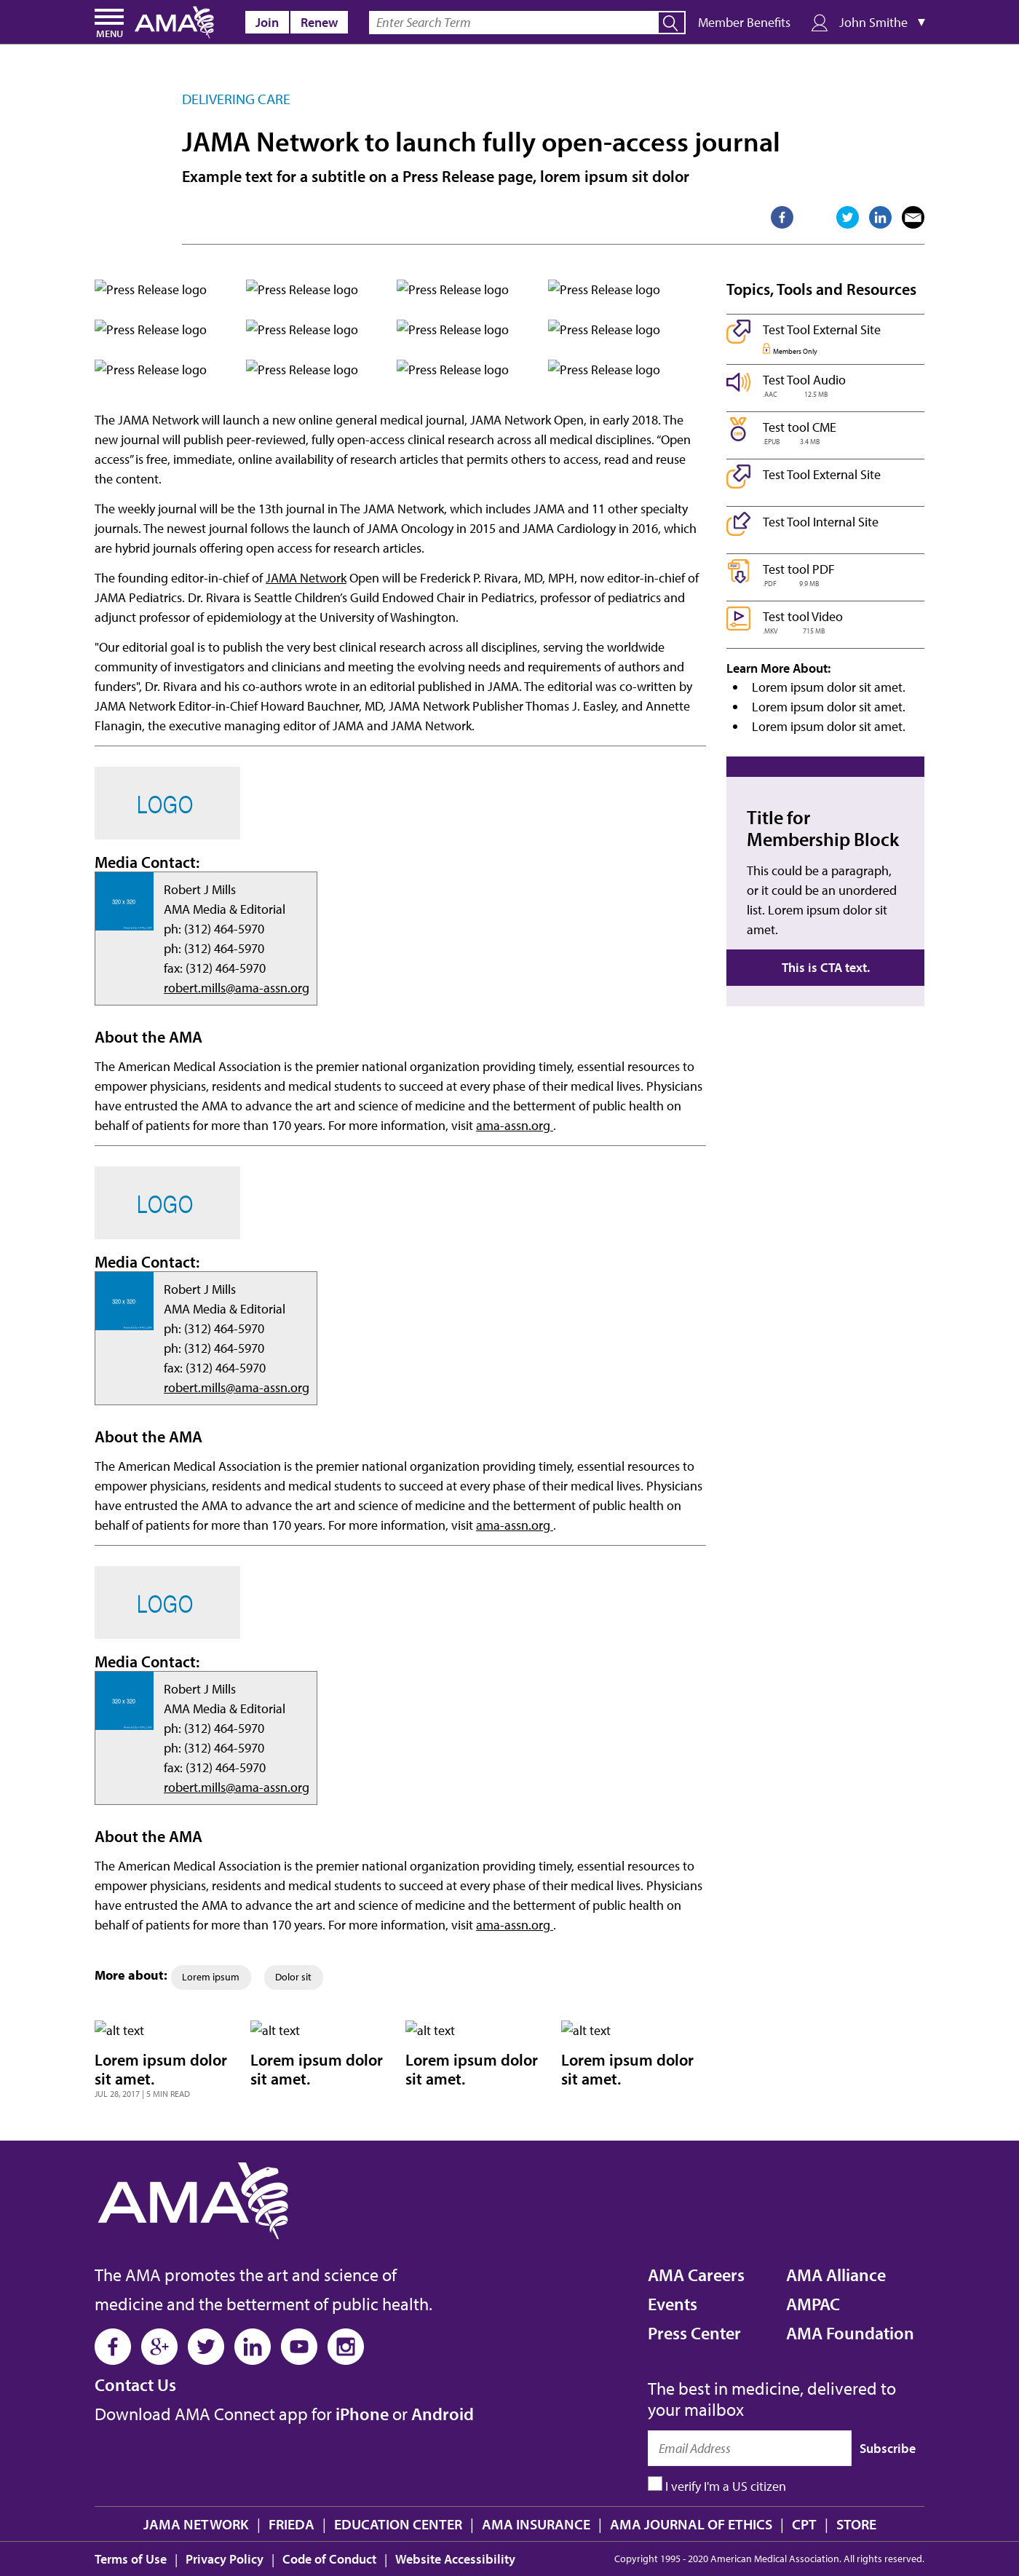 MENU
AMA
Join
Renew
Enter Search Term
Member Benefits
John Smithe ▼
DELIVERING CARE
JAMA Network to launch fully open-access journal
Example text for a subtitle on a Press Release page, lorem ipsum sit dolor
Press Release logo Press Release logo Press Release logo Press Release logo
Press Release logo Press Release logo Press Release logo Press Release logo
Press Release logo Press Release logo Press Release logo Press Release logo
The JAMA Network will launch a new online general medical journal, JAMA Network Open, in early 2018. The
new journal will publish peer-reviewed, fully open-access clinical research across all medical disciplines. “Open
access” is free, immediate, online availability of research articles that permits others to access, read and reuse
the content.
The weekly journal will be the 13th journal in The JAMA Network, which includes JAMA and 11 other specialty
journals. The newest journal follows the launch of JAMA Oncology in 2015 and JAMA Cardiology in 2016, which
are hybrid journals offering open access for research articles.
The founding editor-in-chief of JAMA Network Open will be Frederick P. Rivara, MD, MPH, now editor-in-chief of
JAMA Pediatrics. Dr. Rivara is Seattle Children’s Guild Endowed Chair in Pediatrics, professor of pediatrics and
adjunct professor of epidemiology at the University of Washington.
"Our editorial goal is to publish the very best clinical research across all disciplines, serving the worldwide
community of investigators and clinicians and meeting the evolving needs and requirements of authors and
funders", Dr. Rivara and his co-authors wrote in an editorial published in JAMA. The editorial was co-written by
JAMA Network Editor-in-Chief Howard Bauchner, MD, JAMA Network Publisher Thomas J. Easley, and Annette
Flanagin, the executive managing editor of JAMA and JAMA Network.
LOGO
Media Contact:
320 x 320
Robert J Mills
AMA Media & Editorial
ph: (312) 464-5970
ph: (312) 464-5970
fax: (312) 464-5970
robert.mills@ama-assn.org
About the AMA
The American Medical Association is the premier national organization providing timely, essential resources to
empower physicians, residents and medical students to succeed at every phase of their medical lives. Physicians
have entrusted the AMA to advance the art and science of medicine and the betterment of public health on
behalf of patients for more than 170 years. For more information, visit ama-assn.org .
LOGO
Media Contact:
320 x 320
Robert J Mills
AMA Media & Editorial
ph: (312) 464-5970
ph: (312) 464-5970
fax: (312) 464-5970
robert.mills@ama-assn.org
About the AMA
The American Medical Association is the premier national organization providing timely, essential resources to
empower physicians, residents and medical students to succeed at every phase of their medical lives. Physicians
have entrusted the AMA to advance the art and science of medicine and the betterment of public health on
behalf of patients for more than 170 years. For more information, visit ama-assn.org .
LOGO
Media Contact:
320 x 320
Robert J Mills
AMA Media & Editorial
ph: (312) 464-5970
ph: (312) 464-5970
fax: (312) 464-5970
robert.mills@ama-assn.org
About the AMA
The American Medical Association is the premier national organization providing timely, essential resources to
empower physicians, residents and medical students to succeed at every phase of their medical lives. Physicians
have entrusted the AMA to advance the art and science of medicine and the betterment of public health on
behalf of patients for more than 170 years. For more information, visit ama-assn.org .
More about: Lorem ipsum Dolor sit
alt text
Lorem ipsum dolor
sit amet.
JUL 28, 2017 | 5 MIN READ
alt text
Lorem ipsum dolor
sit amet.
alt text
Lorem ipsum dolor
sit amet.
alt text
Lorem ipsum dolor
sit amet.
Topics, Tools and Resources
Test Tool External Site
Members Only
Test Tool Audio
.AAC 12.5 MB
Test tool CME
.EPUB 3.4 MB
Test Tool External Site
Test Tool Internal Site
PDF
Test tool PDF
.PDF 9.9 MB
Test tool Video
.MKV 715 MB
Learn More About:
• Lorem ipsum dolor sit amet.
• Lorem ipsum dolor sit amet.
• Lorem ipsum dolor sit amet.
Title for
Membership Block
This could be a paragraph,
or it could be an unordered
list. Lorem ipsum dolor sit
amet.
This is CTA text.
AMA
The AMA promotes the art and science of
medicine and the betterment of public health.
Contact Us
Download AMA Connect app for iPhone or Android
AMA Careers
Events
Press Center
AMA Alliance
AMPAC
AMA Foundation
The best in medicine, delivered to
your mailbox
Email Address
Subscribe
I verify I'm a US citizen
JAMA NETWORK | FRIEDA | EDUCATION CENTER | AMA INSURANCE | AMA JOURNAL OF ETHICS | CPT | STORE
Terms of Use | Privacy Policy | Code of Conduct | Website Accessibility
Copyright 1995 - 2020 American Medical Association. All rights reserved.